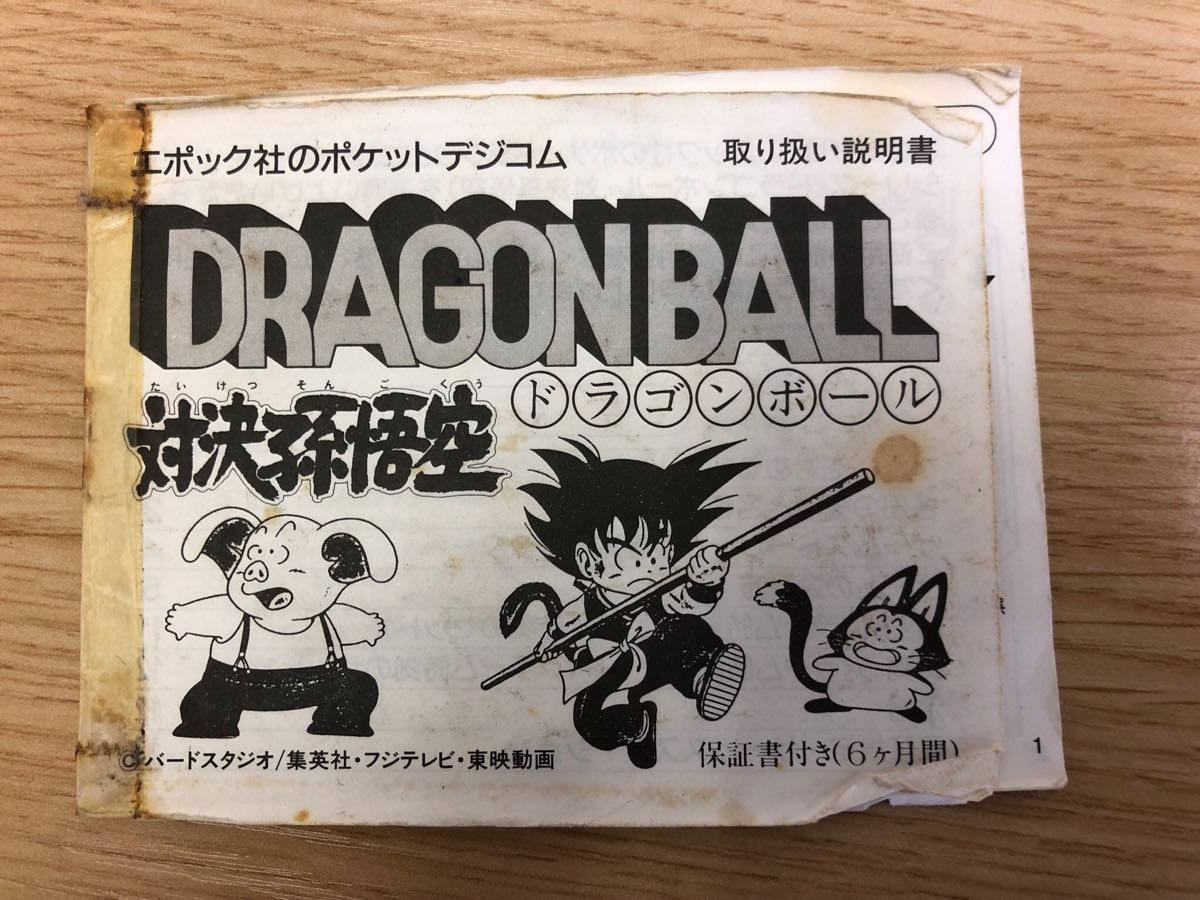 エポック社のポケットデジコム
取り扱い説明書
DRAGONBALL
ドラゴンボール
たいけつそんごくう
対決孫悟空
©バードスタジオ/集英社・フジテレビ・東映動画
保証書付き(6ヶ月間)
1